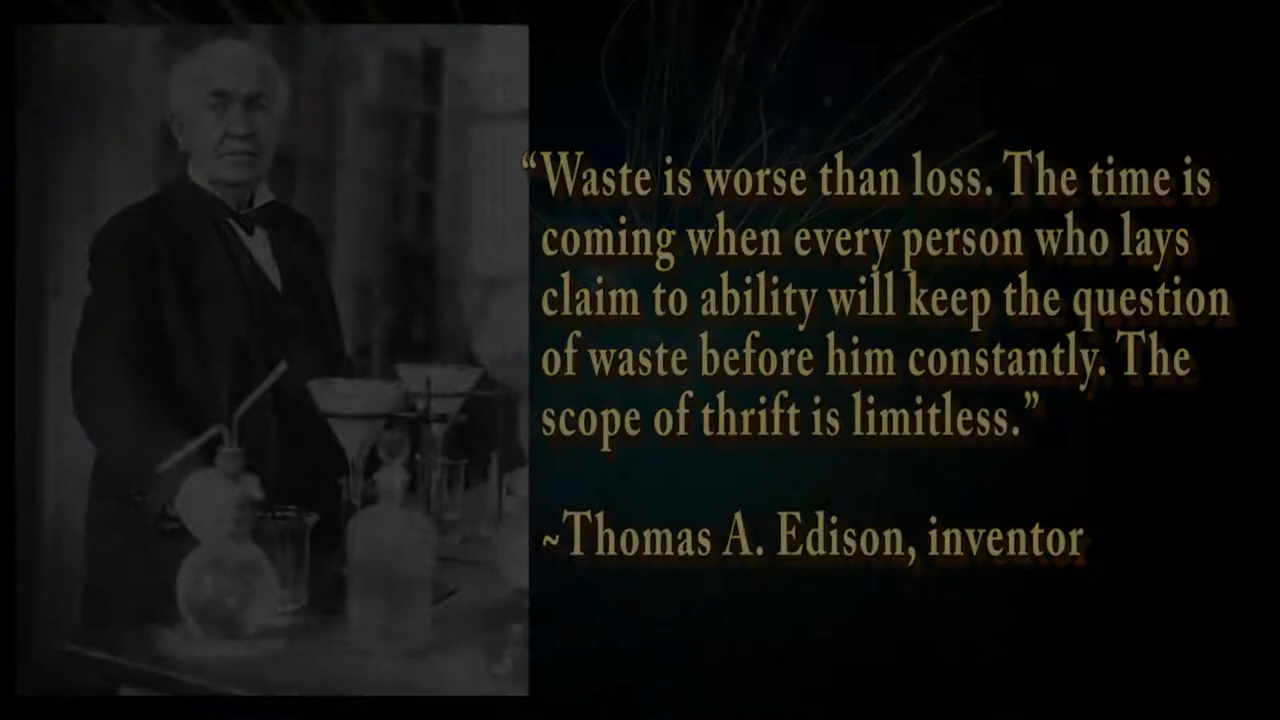 “Waste is worse than loss. The time is
coming when every person who lays
claim to ability will keep the question
of waste before him constantly. The
scope of thrift is limitless.”
~Thomas A. Edison, inventor